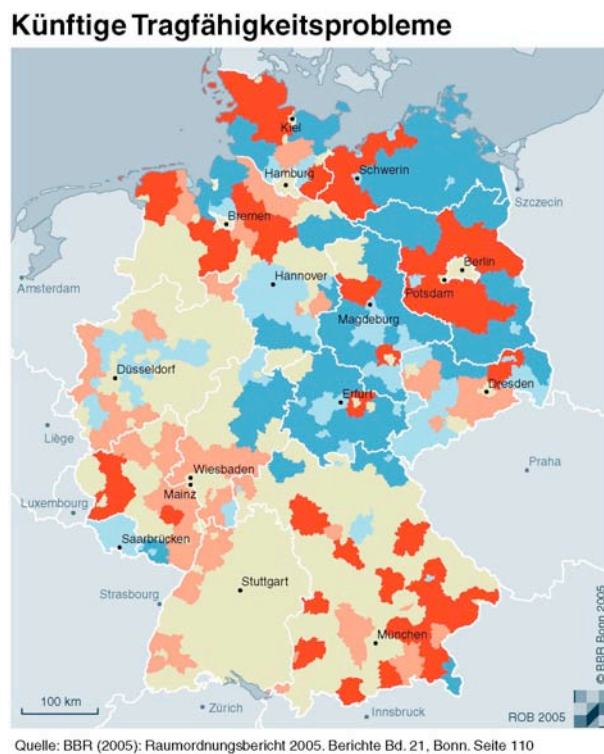 Künftige Tragfähigkeitsprobleme
Kiel
Hamburg
Schwerin
Szczecin
Bremen
Berlin
Hannover
Amsterdam
Potsdam
Magdeburg
Düsseldorf
Erfurt
Dresden
Liège
Praha
Wiesbaden
Mainz
Luxembourg
Saarbrücken
Stuttgart
Strasbourg
München
100 km
Zürich
Innsbruck
ROB 2005
© BBR Bonn 2005
Quelle: BBR (2005): Raumordnungsbericht 2005. Berichte Bd. 21, Bonn. Seite 110